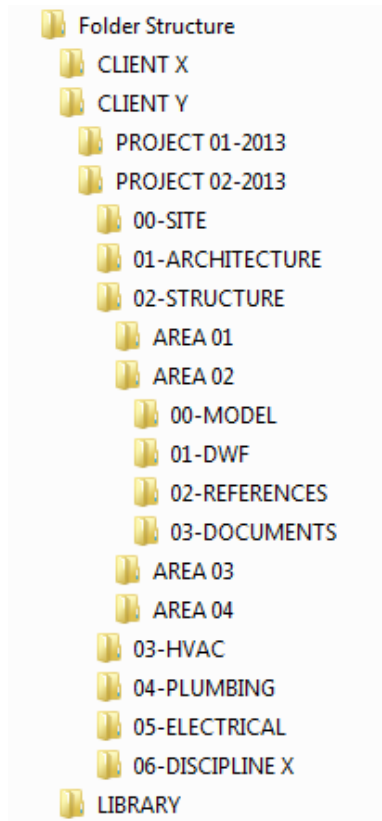 Folder Structure
CLIENT X
CLIENT Y
PROJECT 01-2013
PROJECT 02-2013
00-SITE
01-ARCHITECTURE
02-STRUCTURE
AREA 01
AREA 02
00-MODEL
01-DWF
02-REFERENCES
03-DOCUMENTS
AREA 03
AREA 04
03-HVAC
04-PLUMBING
05-ELECTRICAL
06-DISCIPLINE X
LIBRARY